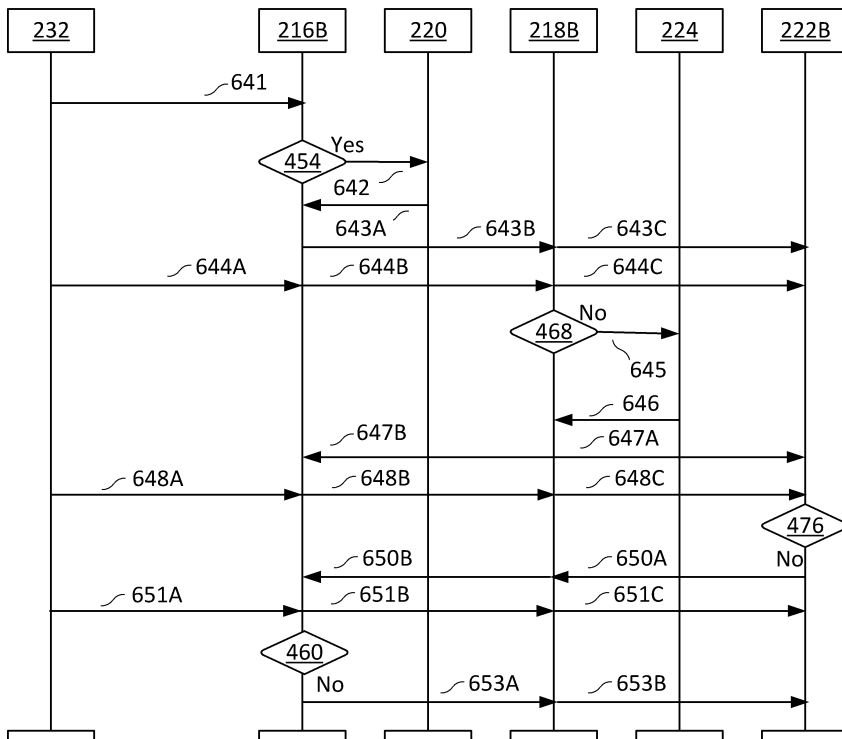 232 216B 220 218B 224 222B
641
Yes
454
642
643A 643B 643C
644A 644B 644C
No
468
645
646
647B 647A
648A 648B 648C
476
650B 650A No
651A 651B 651C
460
No 653A 653B